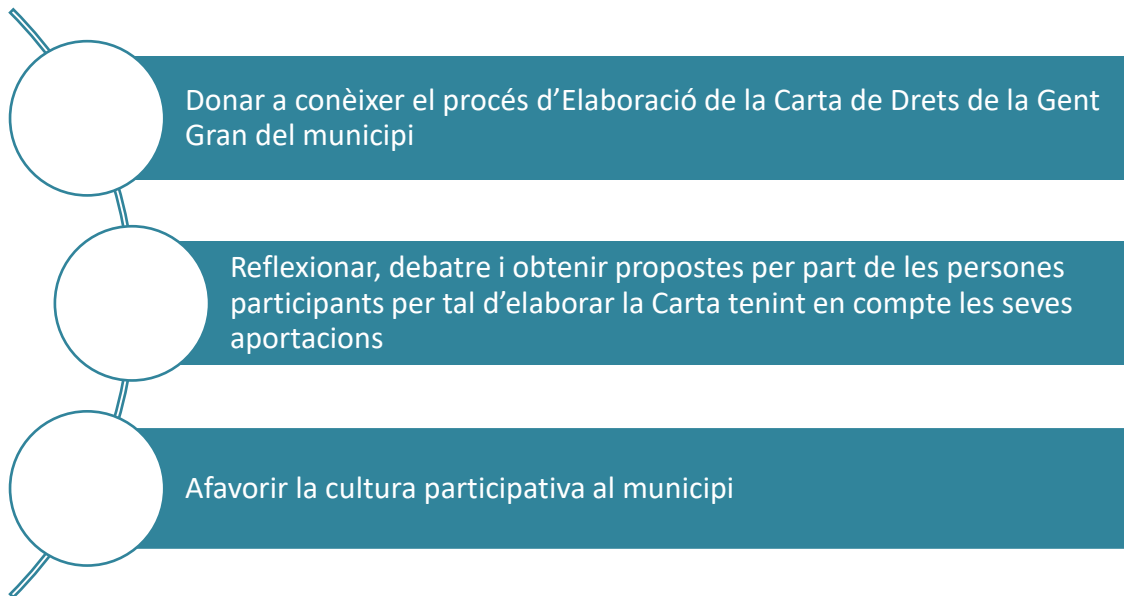 Donar a conèixer el procés d’Elaboració de la Carta de Drets de la Gent
Gran del municipi
Reflexionar, debatre i obtenir propostes per part de les persones
participants per tal d’elaborar la Carta tenint en compte les seves
aportacions
Afavorir la cultura participativa al municipi